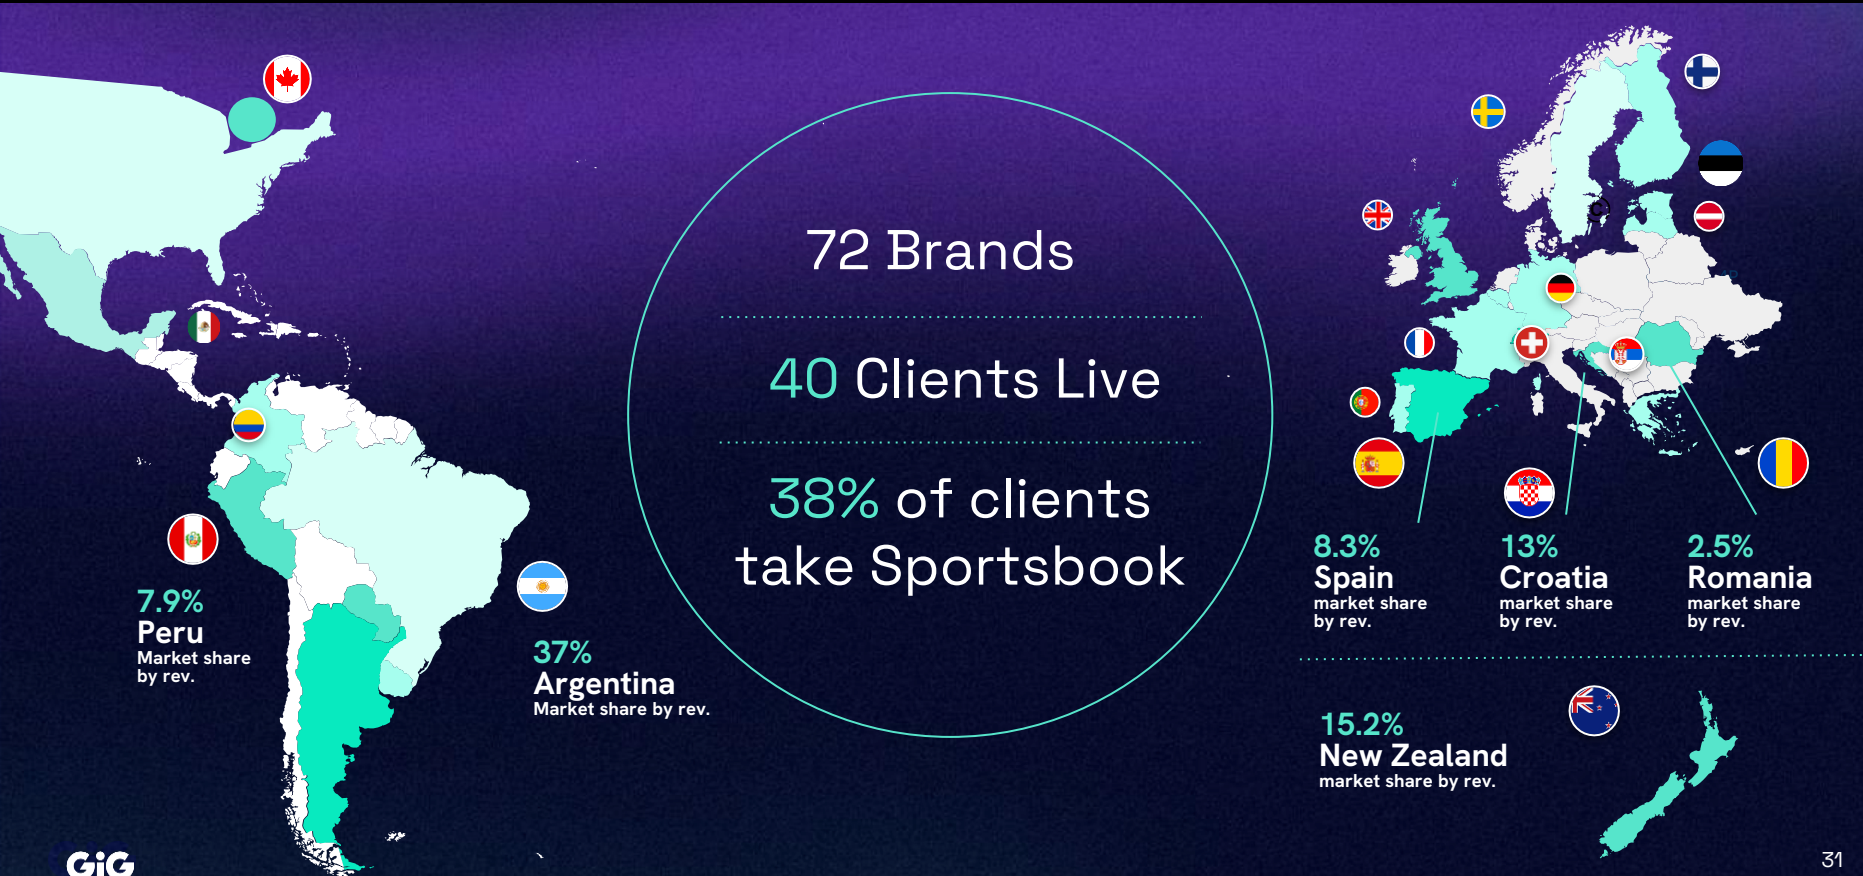 72 Brands
40 Clients Live
38% of clients
take Sportsbook
7.9%
Peru
Market share
by rev.
37%
Argentina
Market share by rev.
8.3%
Spain
market share
by rev.
13%
Croatia
market share
by rev.
2.5%
Romania
market share
by rev.
15.2%
New Zealand
market share by rev.
GiG
31